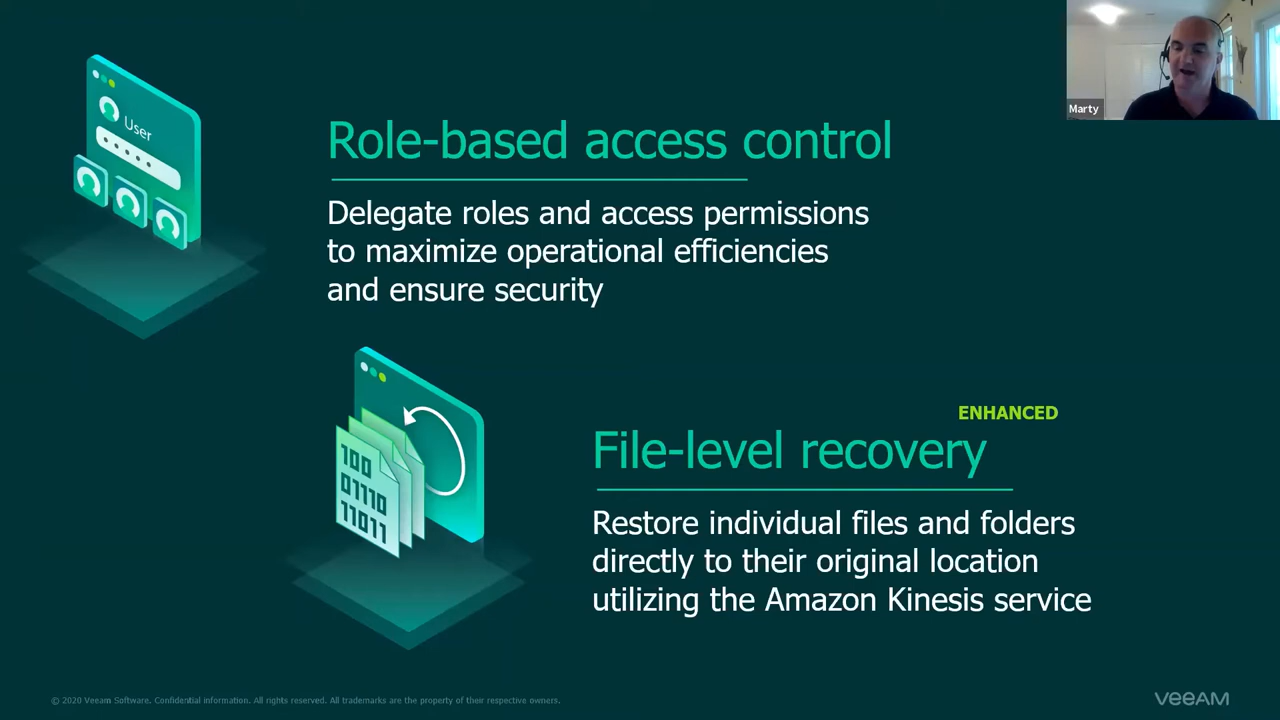 Marty
User
Role-based access control
Delegate roles and access permissions
to maximize operational efficiencies
and ensure security
100
01110
11011
ENHANCED
File-level recovery
Restore individual files and folders
directly to their original location
utilizing the Amazon Kinesis service
© 2020 Veeam Software. Confidential information. All rights reserved. All trademarks are the property of their respective owners.
veeAM